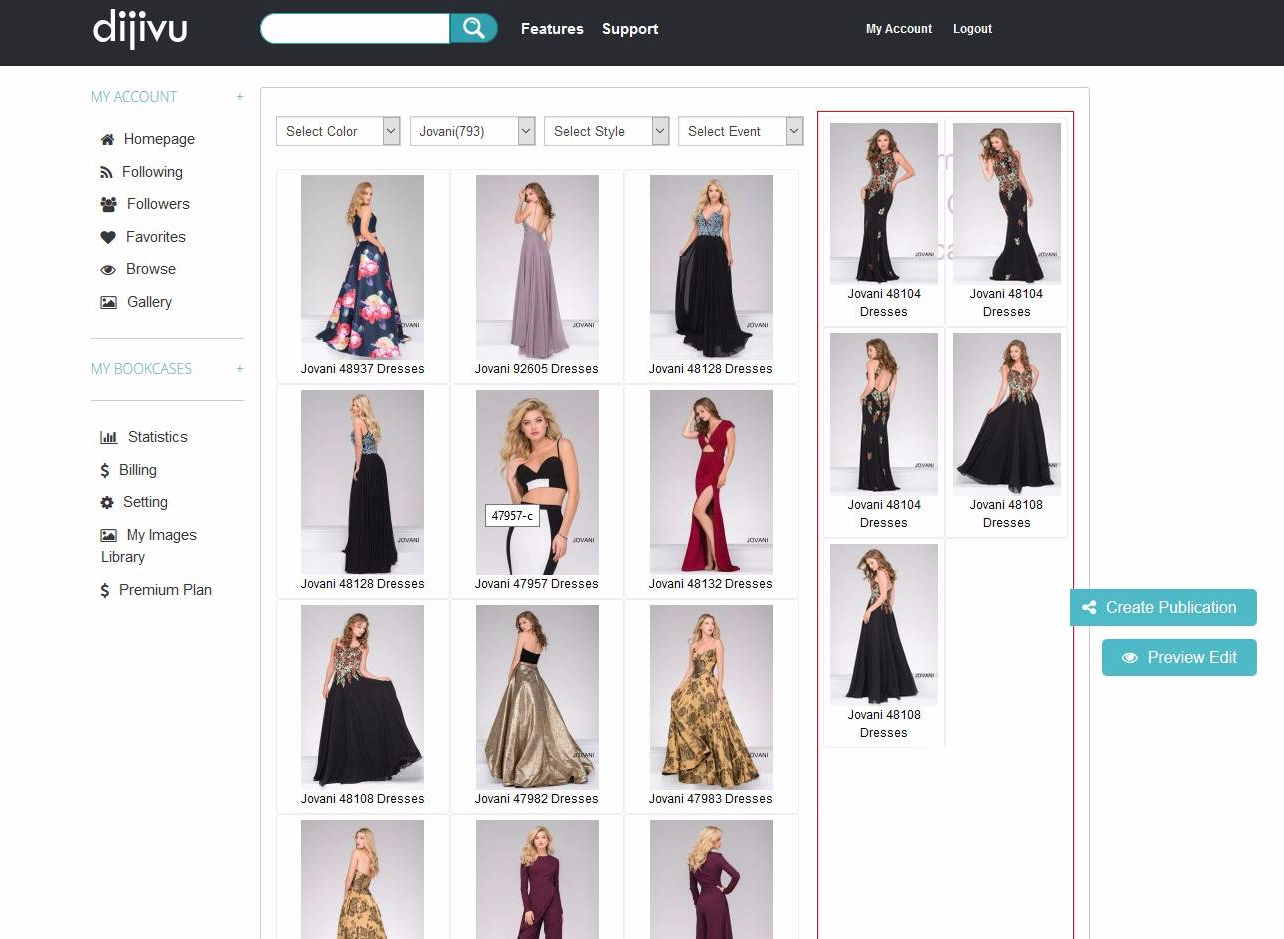 dijivu
Features
Support
My Account
Logout
MY ACCOUNT +
Homepage
Following
Followers
Favorites
Browse
Gallery
MY BOOKCASES +
Statistics
$ Billing
Setting
My Images
Library
$ Premium Plan
Select Color
Jovani(793)
Select Style
Select Event
JOVANI
Jovani 48937 Dresses
JOVANI
Jovani 92605 Dresses
JOVANI
Jovani 48128 Dresses
JOVANI
Jovani 48128 Dresses
47957-c
JOVANI
Jovani 47957 Dresses
JOVANI
Jovani 48132 Dresses
Jovani 48108 Dresses
JOVANI
Jovani 47982 Dresses
JOVANI
Jovani 47983 Dresses
JOVANI
Jovani 48104
Dresses
JOVANI
Jovani 48104
Dresses
JOVANI
Jovani 48104
Dresses
Jovani 48108
Dresses
JOVANI
Jovani 48108
Dresses
Create Publication
Preview Edit